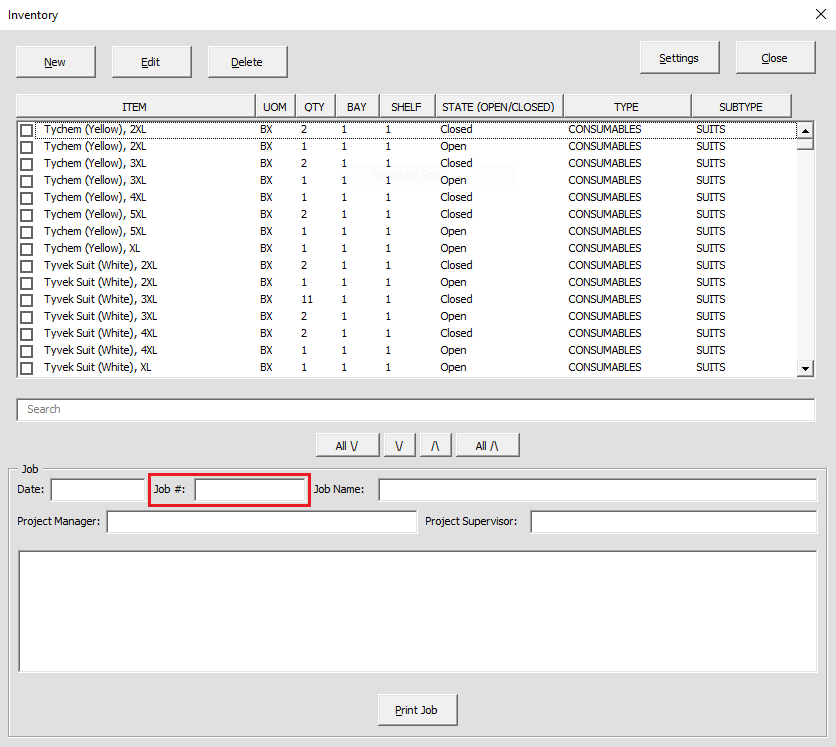 Inventory
New Edit Delete Settings Close
ITEM UOM QTY BAY SHELF STATE (OPEN/CLOSED) TYPE SUBTYPE
Tychem (Yellow), 2XL BX 2 1 1 Closed CONSUMABLES SUITS
Tychem (Yellow), 2XL BX 1 1 1 Open CONSUMABLES SUITS
Tychem (Yellow), 3XL BX 2 1 1 Closed CONSUMABLES SUITS
Tychem (Yellow), 3XL BX 1 1 1 Open CONSUMABLES SUITS
Tychem (Yellow), 4XL BX 1 1 1 Closed CONSUMABLES SUITS
Tychem (Yellow), 5XL BX 2 1 1 Closed CONSUMABLES SUITS
Tychem (Yellow), 5XL BX 1 1 1 Open CONSUMABLES SUITS
Tychem (Yellow), XL BX 1 1 1 Open CONSUMABLES SUITS
Tyvek Suit (White), 2XL BX 2 1 1 Closed CONSUMABLES SUITS
Tyvek Suit (White), 2XL BX 1 1 1 Open CONSUMABLES SUITS
Tyvek Suit (White), 3XL BX 11 1 1 Closed CONSUMABLES SUITS
Tyvek Suit (White), 3XL BX 2 1 1 Open CONSUMABLES SUITS
Tyvek Suit (White), 4XL BX 2 1 1 Closed CONSUMABLES SUITS
Tyvek Suit (White), 4XL BX 1 1 1 Open CONSUMABLES SUITS
Tyvek Suit (White), XL BX 1 1 1 Open CONSUMABLES SUITS
Search
All \/ \/ /\ All /\
Job
Date: Job #: Job Name:
Project Manager: Project Supervisor:
Print Job